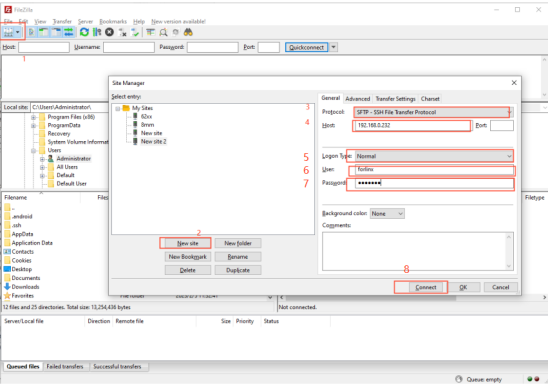 FileZilla
File Edit View Transfer Server Bookmarks Help New version available!
1
Host: Username: Password: Port: Quickconnect
Site Manager
Select entry:
My Sites
62xx
8mm
New site
New site 2
2
New site New folder
New Bookmark Rename
Delete Duplicate
General Advanced Transfer Settings Charset
3 Protocol: SFTP - SSH File Transfer Protocol
4 Host: 192.168.0.232 Port:
5 Logon Type: Normal
6 User: forlinx
7 Password: •••••••
Background color: None
Comments:
8
Connect OK Cancel
Local site: C:\Users\Administrator\
Program Files (x86)
ProgramData
Recovery
System Volume Informat
Users
Administrator
All Users
Default
Default User
Filename Files
Filetype
..
.android
.ssh
AppData
Application Data
Contacts
Cookies
Desktop
Documents
Downloads
Favorites
12 files and 25 directories. Total size: 13,254,436 bytes
Not connected.
Server/Local file Direction Remote file Size Priority Status
Queued files Failed transfers Successful transfers
Queue: empty